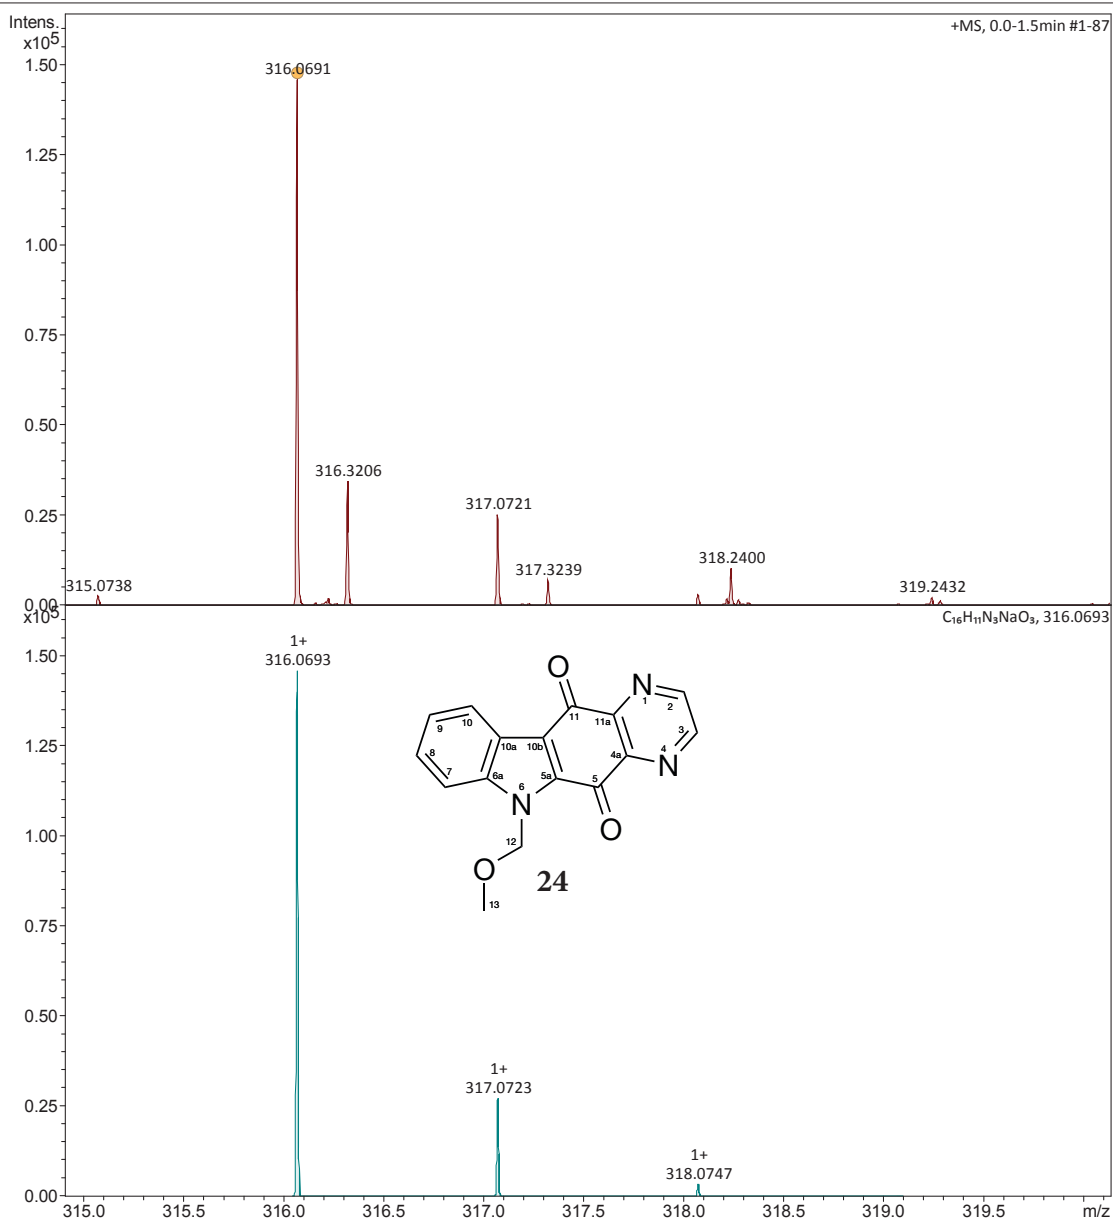 Intens.
x10⁵
+MS, 0.0-1.5min #1-87
1.50
316.0691
1.25
1.00
0.75
0.50
316.3206
317.0721
0.25
317.3239
318.2400
315.0738
319.2432
0.00
x10⁵
C₁₆H₁₁N₃NaO₃, 316.0693
1+
316.0693
1.50
O
N
1
2
11
11a
10
9
10a
10b
3
8
4
4a
N
1.25
7
6a
5a
5
6
N
O
12
1.00
O
24
13
0.75
0.50
1+
317.0723
0.25
1+
318.0747
0.00
315.0
315.5
316.0
316.5
317.0
317.5
318.0
318.5
319.0
319.5
m/z